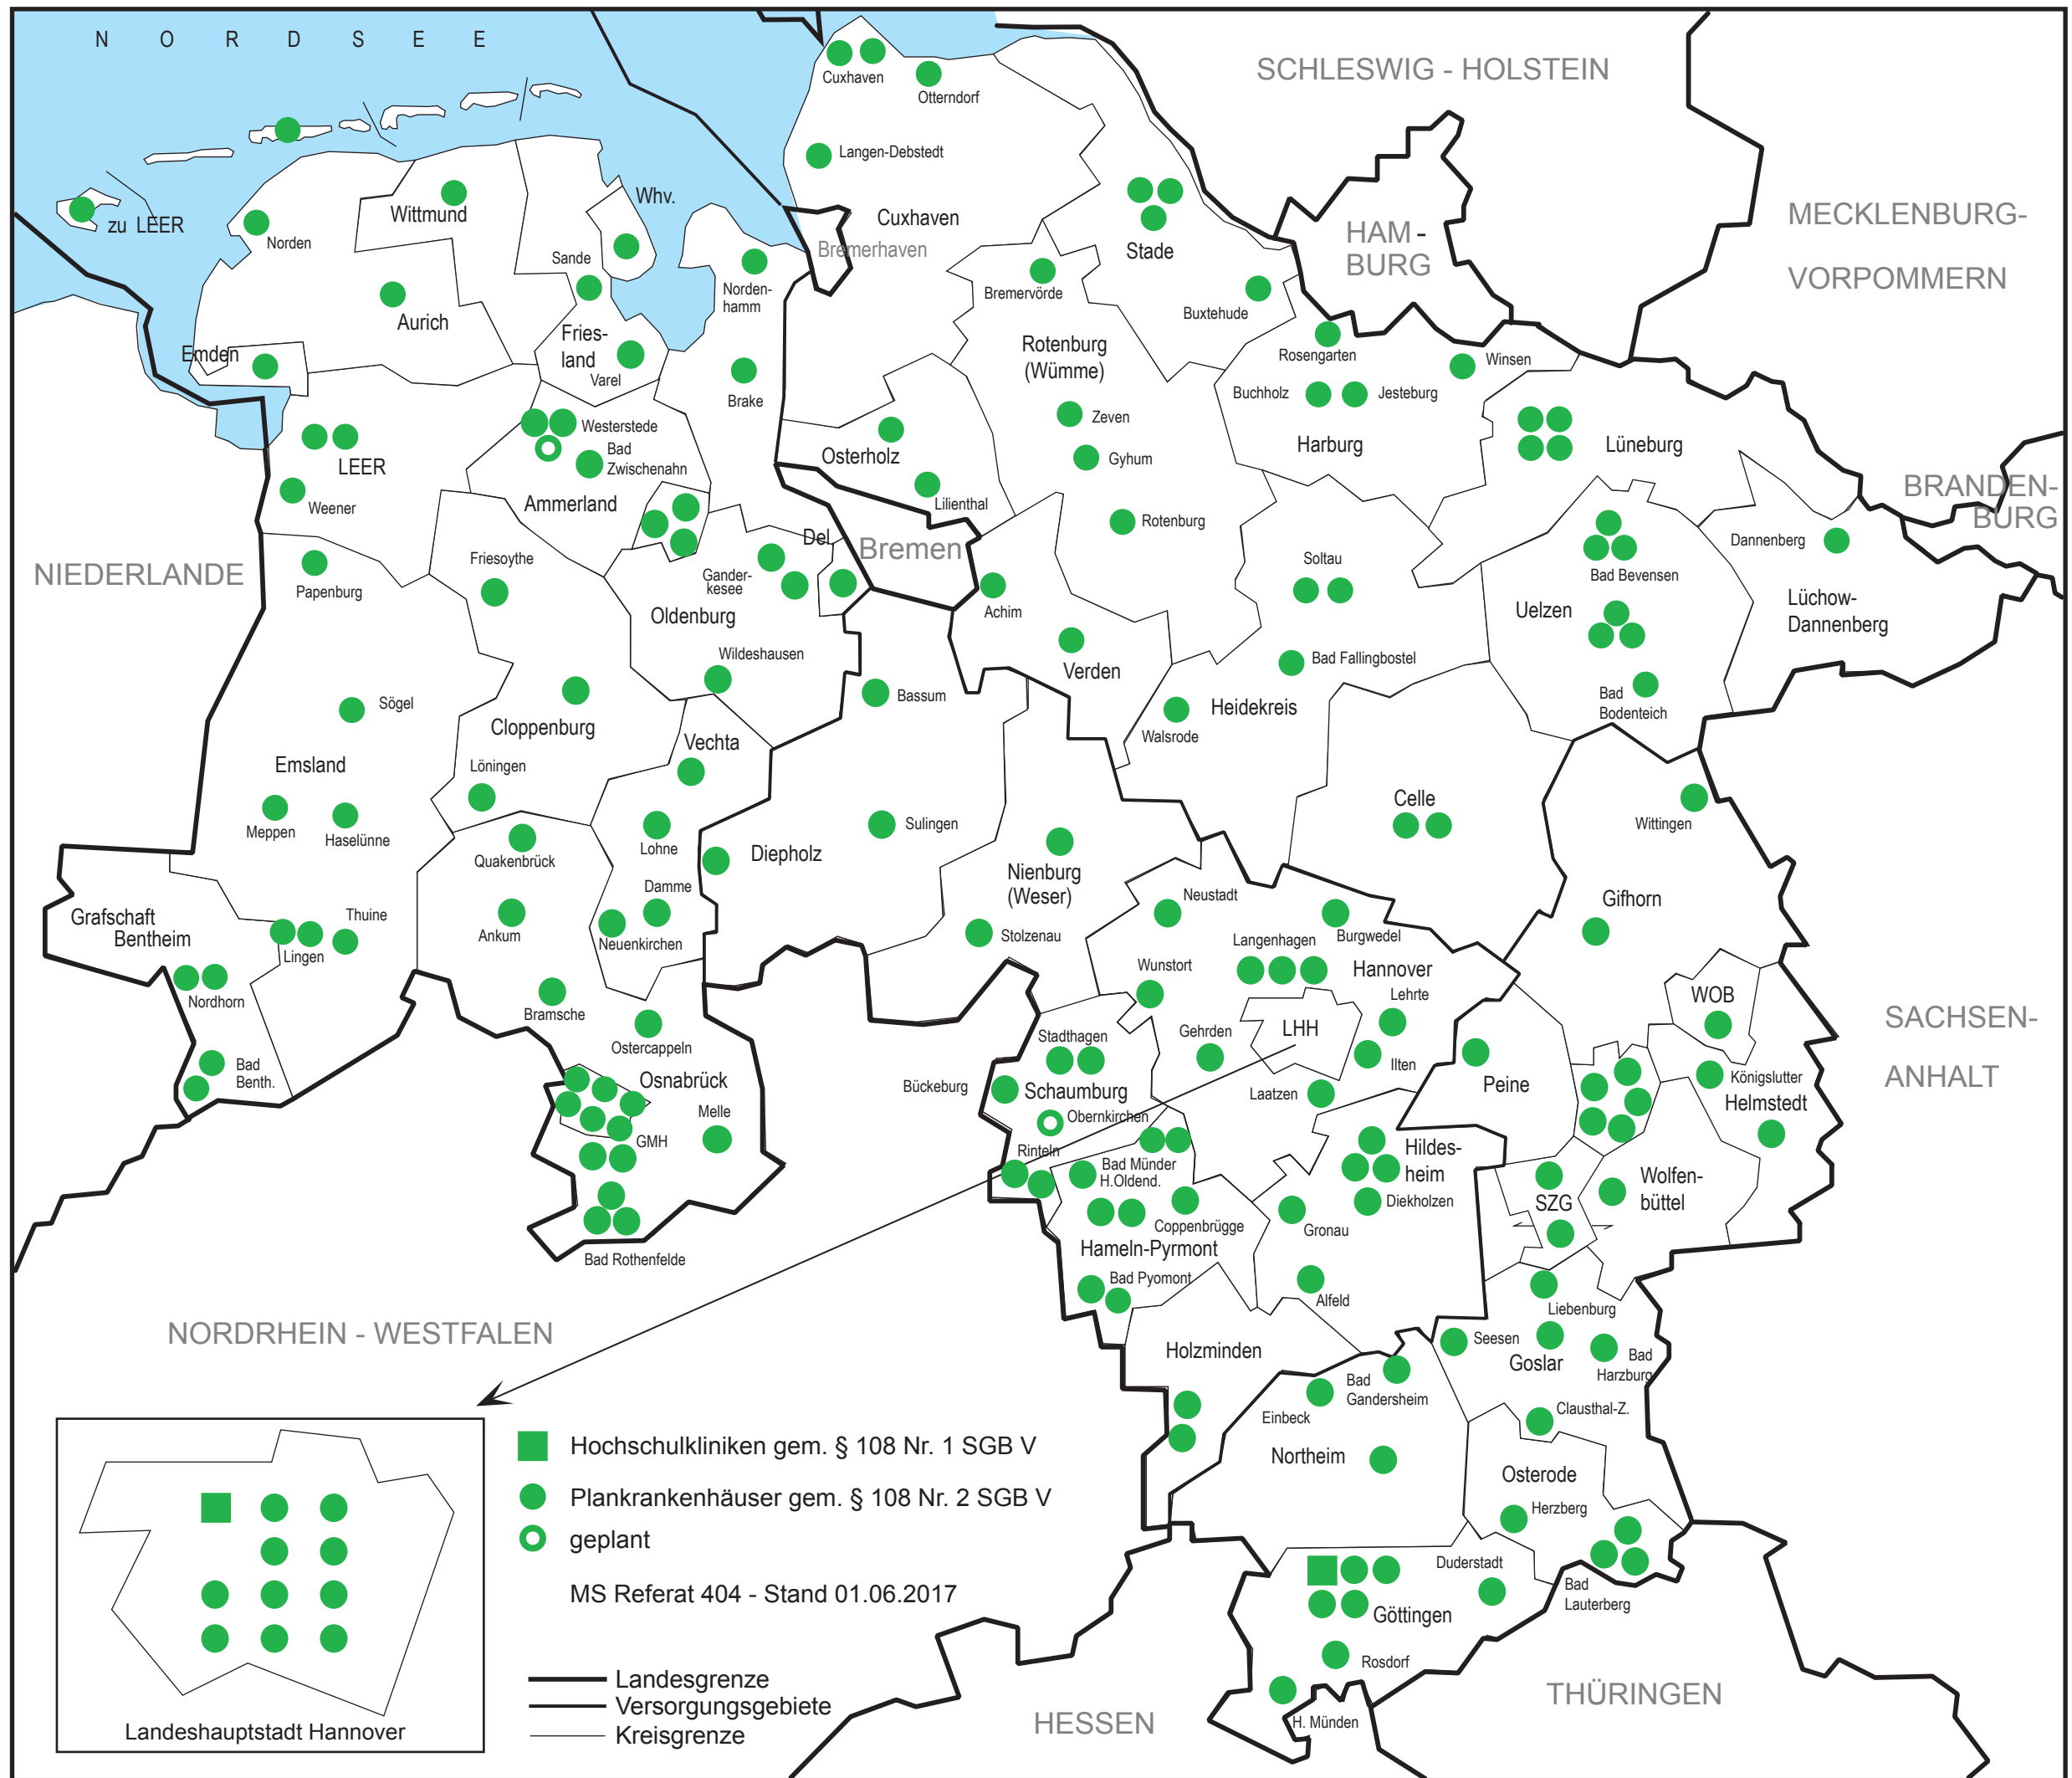 N O R D S E E
SCHLESWIG - HOLSTEIN
Cuxhaven
Otterndorf
Langen-Debstedt
Cuxhaven
Bremerhaven
Whv.
zu LEER
Norden
Wittmund
Sande
Norden-
hamm
Aurich
Emden
Fries-
land
Varel
Brake
Stade
Buxtehude
Bremervörde
HAM -
BURG
MECKLENBURG-
VORPOMMERN
Rotenburg
(Wümme)
Rosengarten
Winsen
Buchholz
Jesteburg
Harburg
Lüneburg
Zeven
Gyhum
Rotenburg
Osterholz
Lilienthal
LEER
Weener
Westerstede
Bad
Zwischenahn
Ammerland
BRANDEN-
BURG
Dannenberg
Lüchow-
Dannenberg
Bad Bevensen
Uelzen
Bad
Bodenteich
Soltau
Bad Fallingbostel
Heidekreis
Walsrode
Bremen
Achim
Verden
Del.
Gander-
kesee
Oldenburg
Wildeshausen
NIEDERLANDE
Papenburg
Friesoythe
Sögel
Cloppenburg
Vechta
Bassum
Emsland
Löningen
Meppen
Haselünne
Quakenbrück
Lohne
Diepholz
Sulingen
Nienburg
(Weser)
Celle
Wittingen
Gifhorn
Grafschaft
Bentheim
Thuine
Lingen
Nordhorn
Bad
Benth.
Ankum
Damme
Neuenkirchen
Stolzenau
Neustadt
Burgwedel
Langenhagen
Hannover
Wunstort
Lehrte
LHH
Gehrden
Ilten
Laatzen
Peine
WOB
Königslutter
Helmstedt
SACHSEN-
ANHALT
Bramsche
Ostercappeln
Osnabrück
Melle
GMH
Bad Rothenfelde
Stadthagen
Bückeburg
Schaumburg
Obernkirchen
Rinteln
Bad Münder
H.Oldend.
Coppenbrügge
Hameln-Pyrmont
Bad Pyomont
Hildes-
heim
Diekholzen
Gronau
Alfeld
SZG
Wolfen-
büttel
Liebenburg
Seesen
Goslar
Bad
Harzburg
Clausthal-Z.
Holzminden
Bad
Gandersheim
Einbeck
Northeim
Osterode
Herzberg
Bad
Lauterberg
Duderstadt
Göttingen
Rosdorf
H. Münden
NORDRHEIN - WESTFALEN
HESSEN
THÜRINGEN
Landeshauptstadt Hannover
Hochschulkliniken gem. § 108 Nr. 1 SGB V
Plankrankenhäuser gem. § 108 Nr. 2 SGB V
geplant
MS Referat 404 - Stand 01.06.2017
Landesgrenze
Versorgungsgebiete
Kreisgrenze